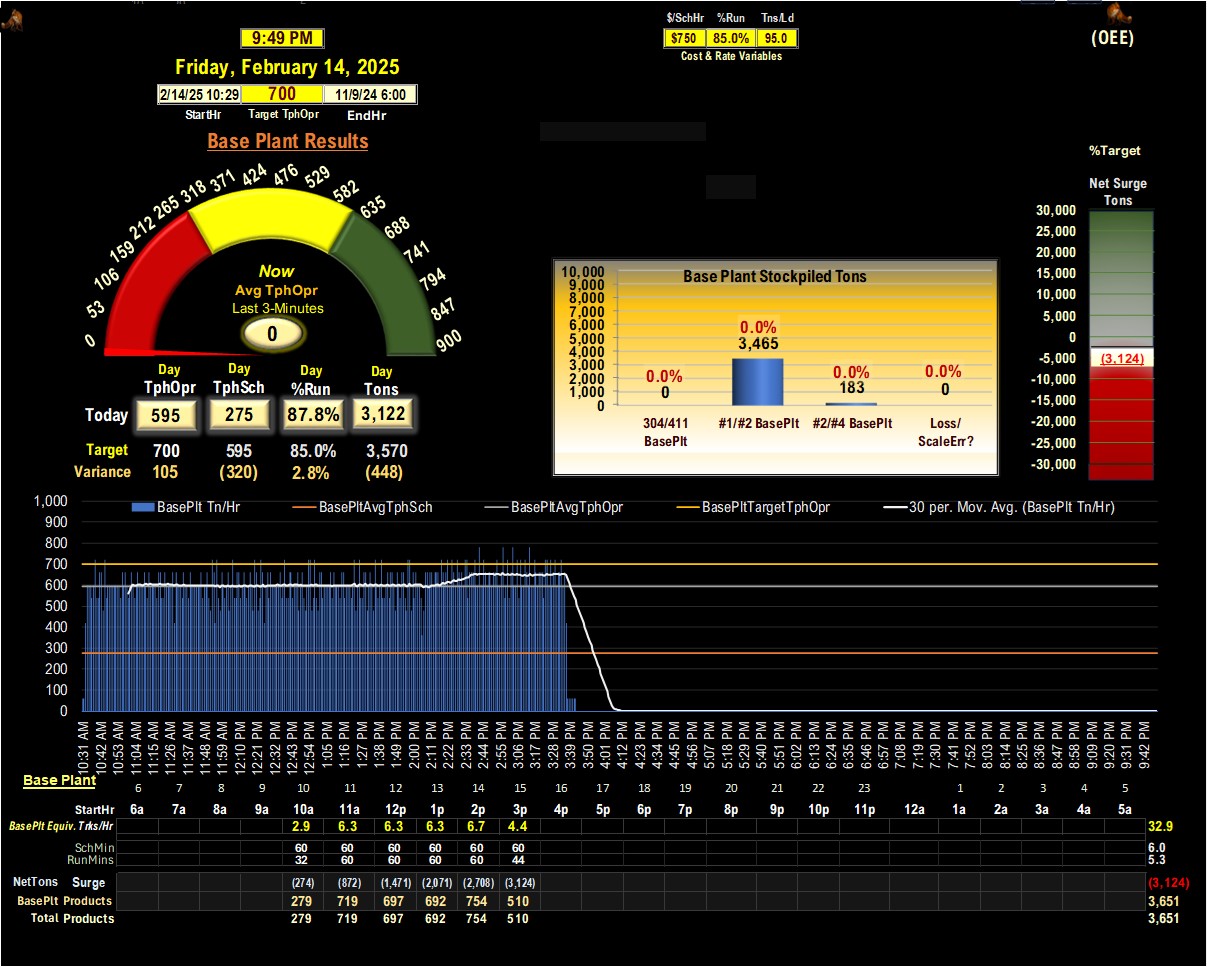 $/SchHr %Run Tns/Ld
$750 85.0% 95.0
Cost & Rate Variables
(OEE)
9:49 PM
Friday, February 14, 2025
2/14/25 10:29 700 11/9/24 6:00
StartHr Target TphOpr EndHr
Base Plant Results
0 53 106 159 212 265 318 371 424 476 529 582 635 688 741 794 847 900
Now
Avg TphOpr
Last 3-Minutes
0
Day Day Day Day
TphOpr TphSch %Run Tons
Today 595 275 87.8% 3,122
Target 700 595 85.0% 3,570
Variance 105 (320) 2.8% (448)
Base Plant Stockpiled Tons
10,000
9,000
8,000
7,000
6,000
5,000
4,000
3,000
2,000
1,000
0
0.0% 0.0% 0.0% 0.0%
0 3,465 183 0
304/411 BasePlt
#1/#2 BasePlt
#2/#4 BasePlt
Loss/ ScaleErr?
%Target
Net Surge
Tons
30,000
25,000
20,000
15,000
10,000
5,000
0
-5,000
-10,000
-15,000
-20,000
-25,000
-30,000
(3,124)
BasePlt Tn/Hr BasePltAvgTphSch BasePltAvgTphOpr BasePltTargetTphOpr 30 per. Mov. Avg. (BasePlt Tn/Hr)
1,000
900
800
700
600
500
400
300
200
100
0
10:31 AM 10:42 AM 10:53 AM 11:04 AM 11:15 AM 11:26 AM 11:37 AM 11:48 AM 11:59 AM 12:10 PM 12:21 PM 12:32 PM 12:43 PM 12:54 PM 1:05 PM 1:16 PM 1:27 PM 1:38 PM 1:49 PM 2:00 PM 2:11 PM 2:22 PM 2:33 PM 2:44 PM 2:55 PM 3:06 PM 3:17 PM 3:28 PM 3:39 PM 3:50 PM 4:01 PM 4:12 PM 4:23 PM 4:34 PM 4:45 PM 4:56 PM 5:07 PM 5:18 PM 5:29 PM 5:40 PM 5:51 PM 6:02 PM 6:13 PM 6:24 PM 6:35 PM 6:46 PM 6:57 PM 7:08 PM 7:19 PM 7:30 PM 7:41 PM 7:52 PM 8:03 PM 8:14 PM 8:25 PM 8:36 PM 8:47 PM 8:58 PM 9:09 PM 9:20 PM 9:31 PM 9:42 PM
Base Plant
6 7 8 9 10 11 12 13 14 15 16 17 18 19 20 21 22 23 1 2 3 4 5
StartHr 6a 7a 8a 9a 10a 11a 12p 1p 2p 3p 4p 5p 6p 7p 8p 9p 10p 11p 12a 1a 2a 3a 4a 5a
BasePlt Equiv. Trks/Hr 2.9 6.3 6.3 6.3 6.7 4.4 32.9
SchMin 60 60 60 60 60 60 6.0
RunMins 32 60 60 60 60 44 5.3
NetTons Surge (274) (872) (1,471) (2,071) (2,708) (3,124) (3,124)
BasePlt Products 279 719 697 692 754 510 3,651
Total Products 279 719 697 692 754 510 3,651